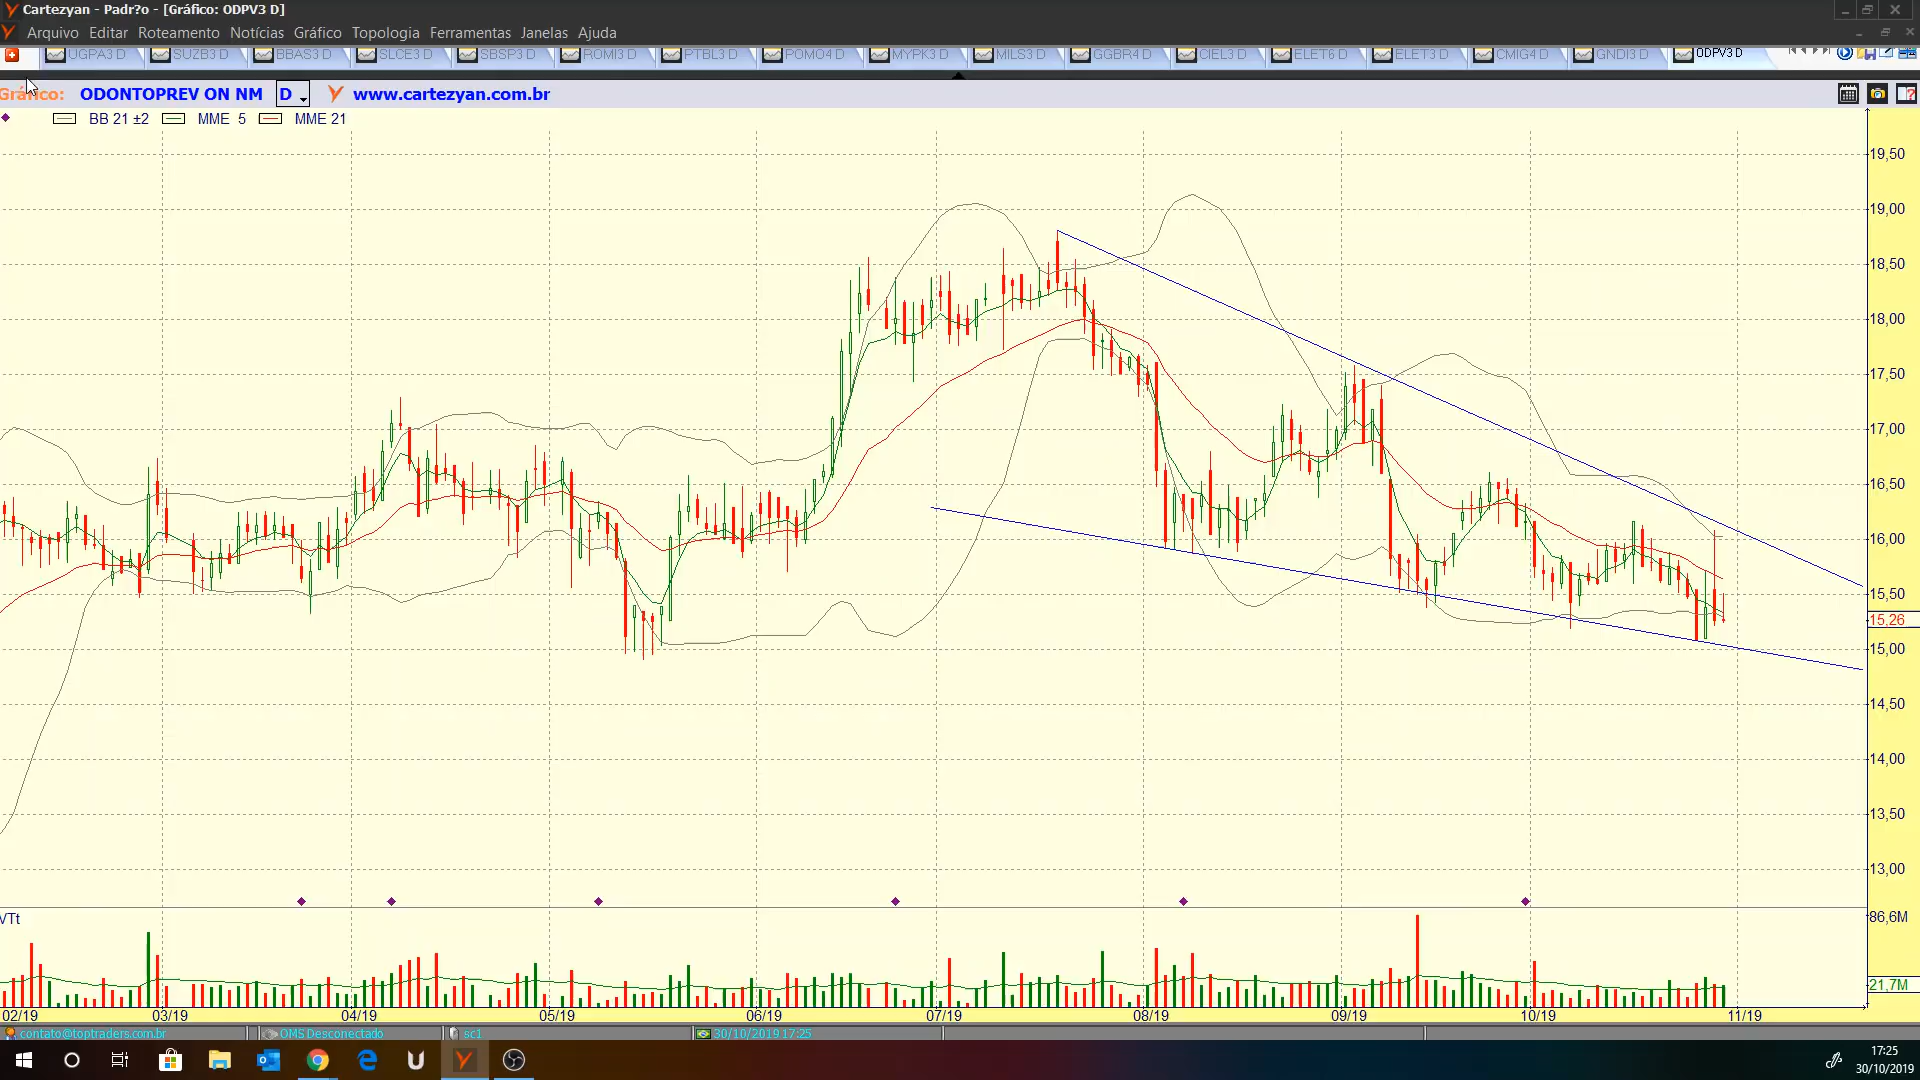 Cartezyan - Padr?o - [Gráfico: ODPV3 D]
Arquivo Editar Roteamento Notícias Gráfico Topologia Ferramentas Janelas Ajuda
UGPA3 D SUZB3 D BBAS3 D SLCE3 D SBSP3 D ROMI3 D PTBL3 D POMO4 D MYPK3 D MILS3 D GGBR4 D CIEL3 D ELET6 D ELET3 D CMIG4 D GNDI3 D ODPV3 D
Gráfico: ODONTOPREV ON NM D www.cartezyan.com.br
BB 21 ±2 MME 5 MME 21
19,50
19,00
18,50
18,00
17,50
17,00
16,50
16,00
15,50
15,26
15,00
14,50
14,00
13,50
13,00
VTt
86,6M
21,7M
02/19 03/19 04/19 05/19 06/19 07/19 08/19 09/19 10/19 11/19
contato@toptraders.com.br OMS Desconectado sc1 30/10/2019 17:25
17:25
30/10/2019